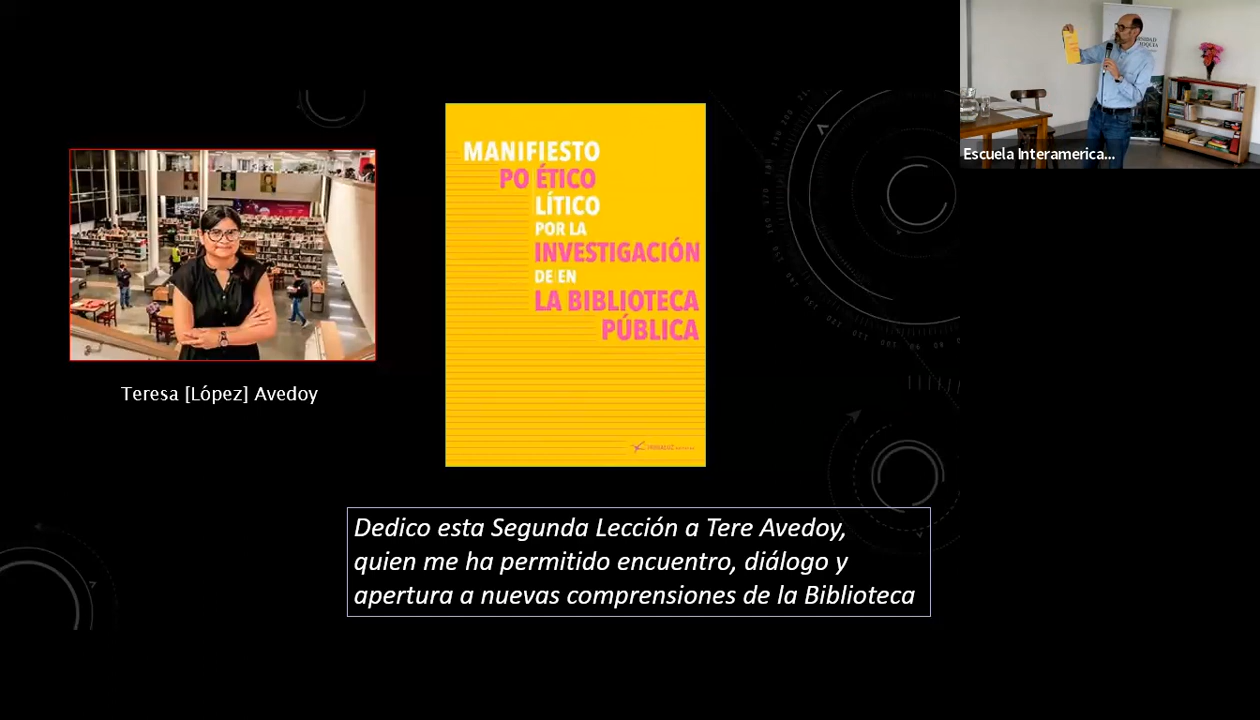 MANIFIESTO
PO ÉTICO
LÍTICO
POR LA
INVESTIGACIÓN
DE EN
LA BIBLIOTECA
PÚBLICA
Teresa [López] Avedoy
Dedico esta Segunda Lección a Tere Avedoy,
quien me ha permitido encuentro, diálogo y
apertura a nuevas comprensiones de la Biblioteca
Escuela Interamerica...